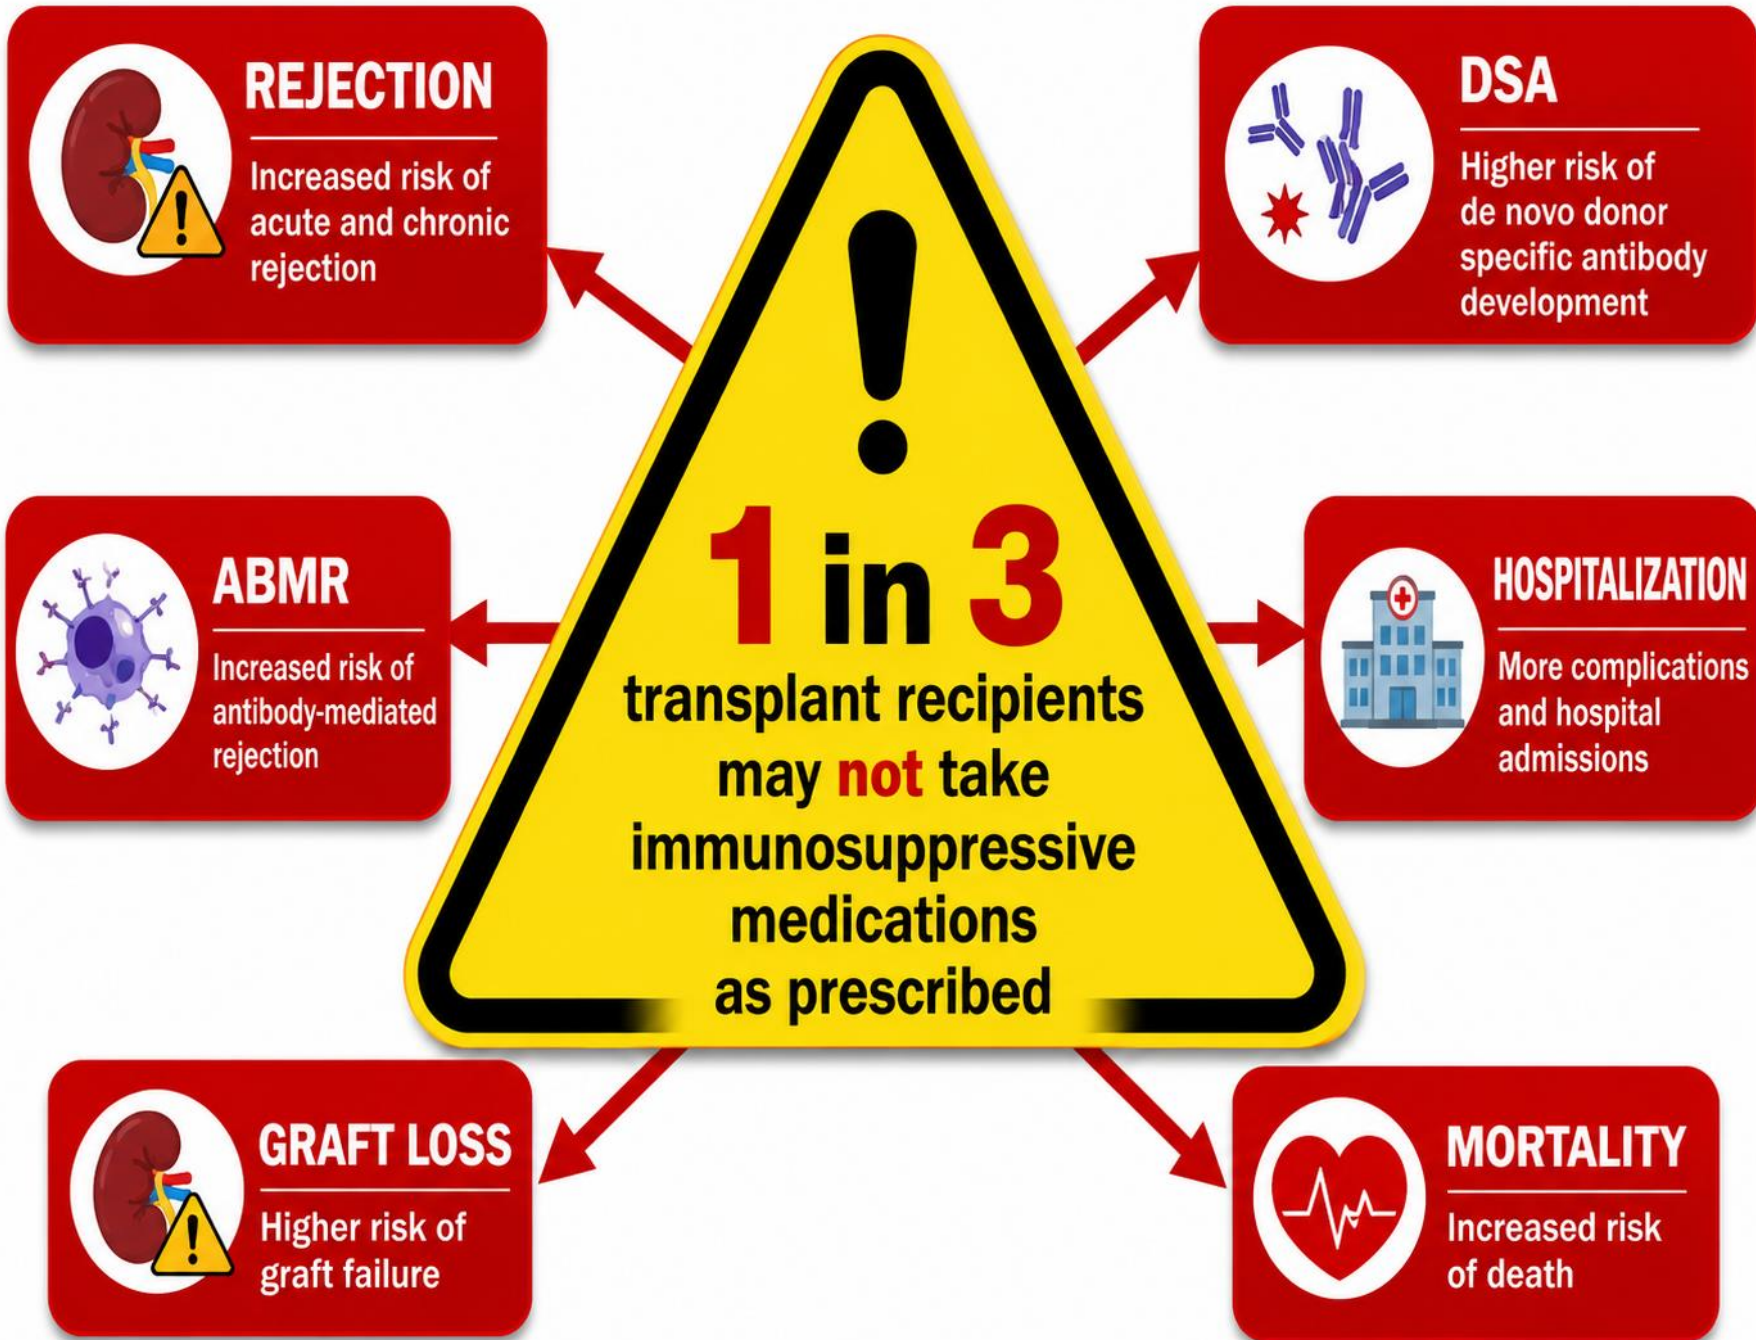 REJECTION
Increased risk of
acute and chronic
rejection
DSA
Higher risk of
de novo donor
specific antibody
development
1 in 3
transplant recipients
may not take
immunosuppressive
medications
as prescribed
ABMR
Increased risk of
antibody-mediated
rejection
HOSPITALIZATION
More complications
and hospital
admissions
GRAFT LOSS
Higher risk of
graft failure
MORTALITY
Increased risk
of death